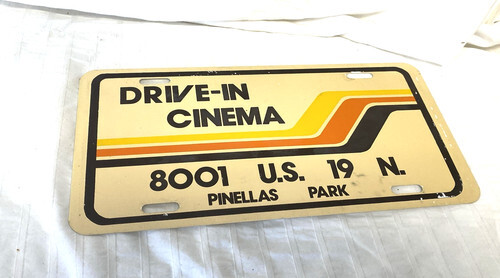 DRIVE-IN
CINEMA
8001 U.S. 19 N.
PINELLAS PARK